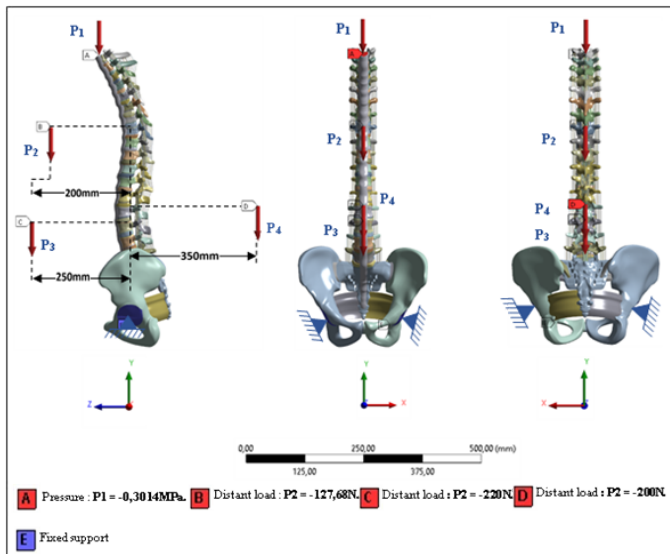 P1
P1
P1
A
A
B
P2
P2
P2
200mm
D
P4
P4
P4
C
P3
P3
P3
350mm
250mm
Y
Y
Y
Z
X
X
0,00
250,00
500,00 (mm)
125,00
375,00
A Pressure : P1 = -0,3014MPa.
B Distant load : P2 = -127,68N.
C Distant load : P2 = -220N.
D Distant load : P2 = -200N.
E Fixed support